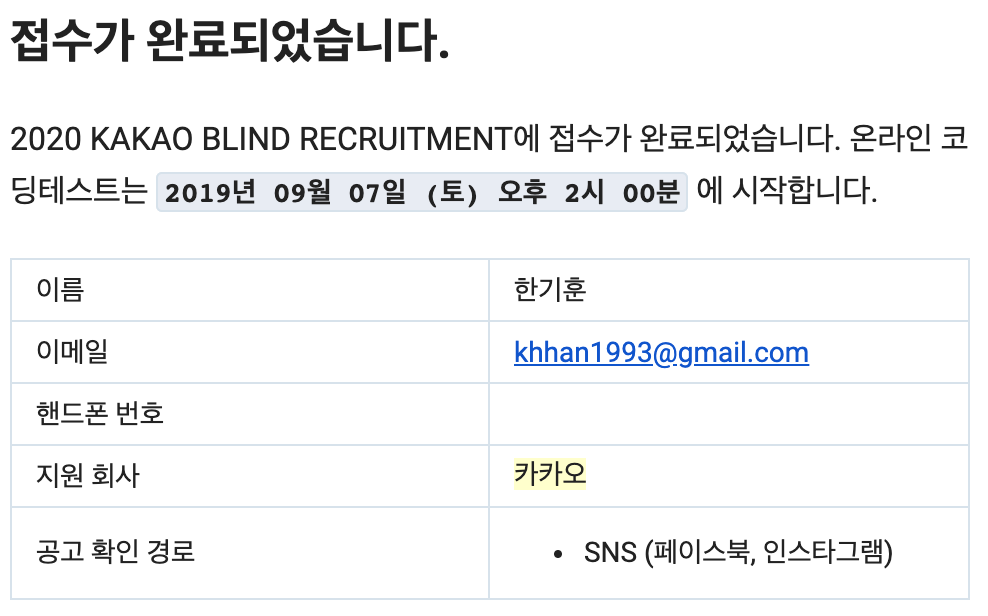 접수가 완료되었습니다.
2020 KAKAO BLIND RECRUITMENT에 접수가 완료되었습니다. 온라인 코
딩테스트는 2019년 09월 07일 (토) 오후 2시 00분 에 시작합니다.
이름 한기훈
이메일 khhan1993@gmail.com
핸드폰 번호
지원 회사 카카오
공고 확인 경로 • SNS (페이스북, 인스타그램)